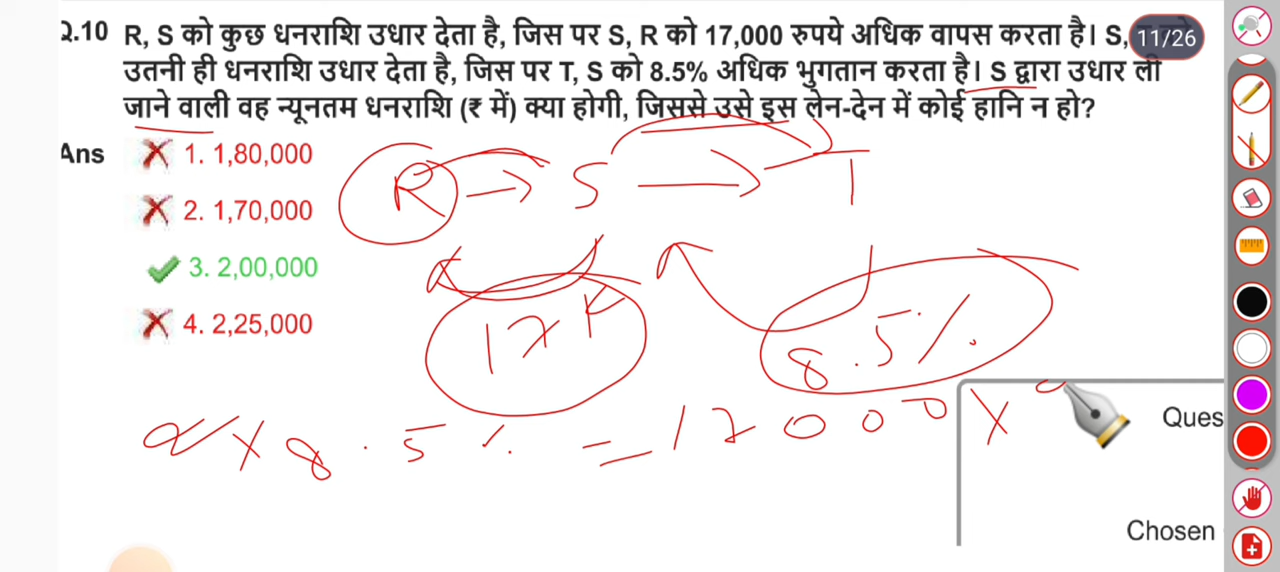 Q.10 R, S को कुछ धनराशि उधार देता है, जिस पर S, R को 17,000 रुपये अधिक वापस करता है। S,
11/26
उतनी ही धनराशि उधार देता है, जिस पर T, S को 8.5% अधिक भुगतान करता है। S द्वारा उधार ली
जाने वाली वह न्यूनतम धनराशि (₹ में) क्या होगी, जिससे उसे इस लेन-देन में कोई हानि न हो?
Ans 1. 1,80,000
2. 1,70,000
3. 2,00,000
4. 2,25,000
R → S → T
17K 8.5%
x × 8.5% = 17000 ×
Ques
Chosen